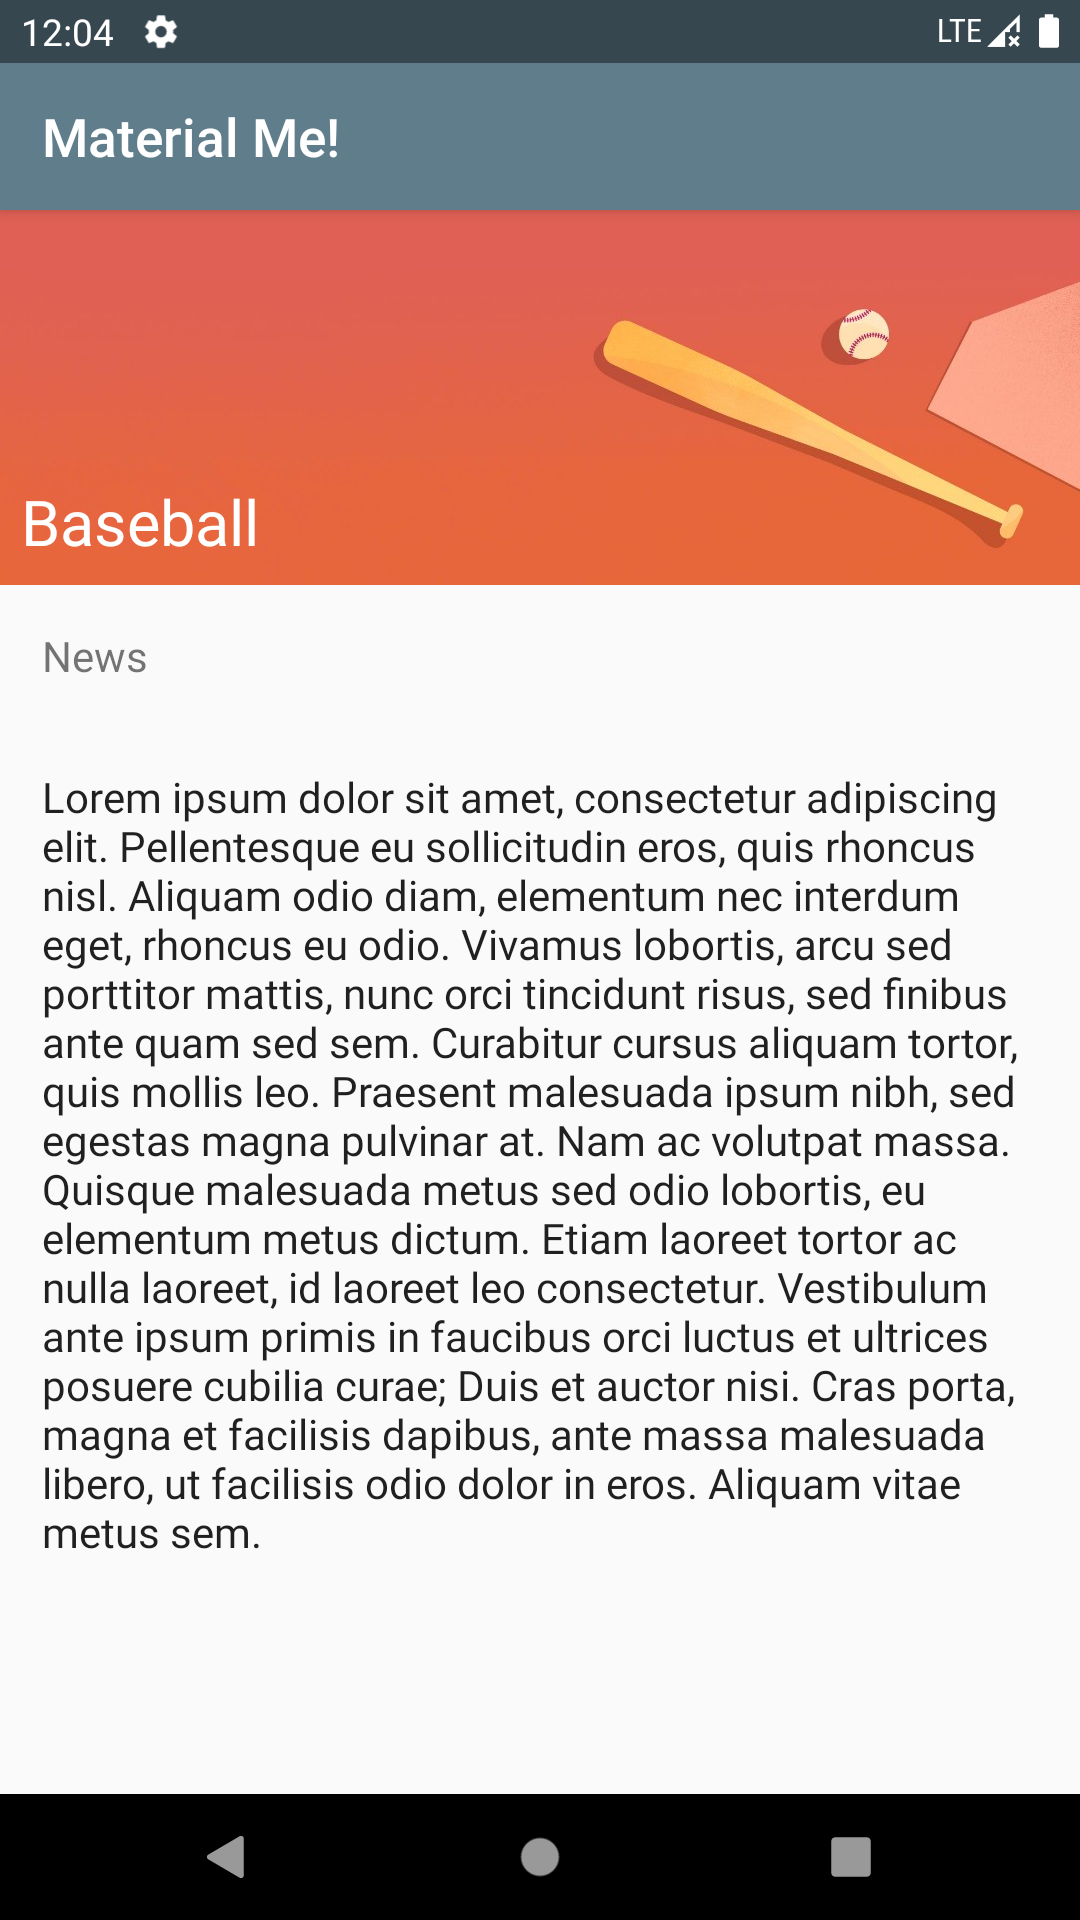 12:04
LTE
Material Me!
Baseball
News
Lorem ipsum dolor sit amet, consectetur adipiscing
elit. Pellentesque eu sollicitudin eros, quis rhoncus
nisl. Aliquam odio diam, elementum nec interdum
eget, rhoncus eu odio. Vivamus lobortis, arcu sed
porttitor mattis, nunc orci tincidunt risus, sed finibus
ante quam sed sem. Curabitur cursus aliquam tortor,
quis mollis leo. Praesent malesuada ipsum nibh, sed
egestas magna pulvinar at. Nam ac volutpat massa.
Quisque malesuada metus sed odio lobortis, eu
elementum metus dictum. Etiam laoreet tortor ac
nulla laoreet, id laoreet leo consectetur. Vestibulum
ante ipsum primis in faucibus orci luctus et ultrices
posuere cubilia curae; Duis et auctor nisi. Cras porta,
magna et facilisis dapibus, ante massa malesuada
libero, ut facilisis odio dolor in eros. Aliquam vitae
metus sem.